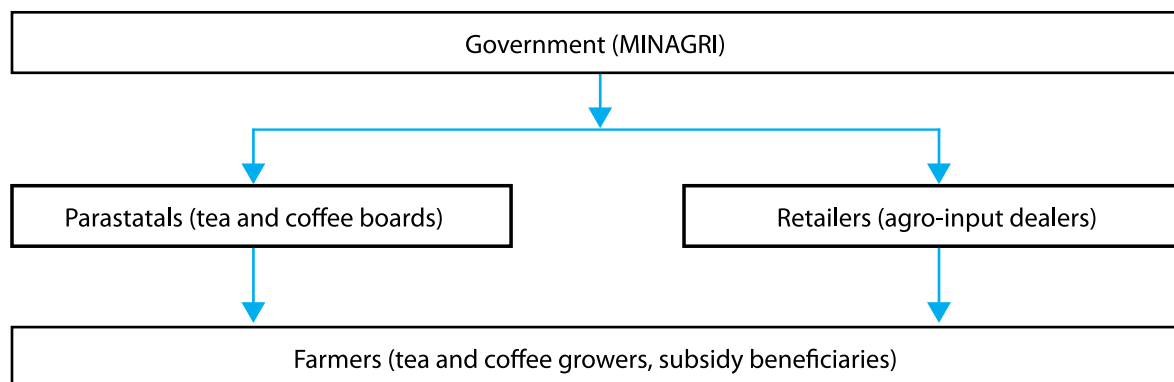 Government (MINAGRI)
Parastatals (tea and coffee boards)
Retailers (agro-input dealers)
Farmers (tea and coffee growers, subsidy beneficiaries)